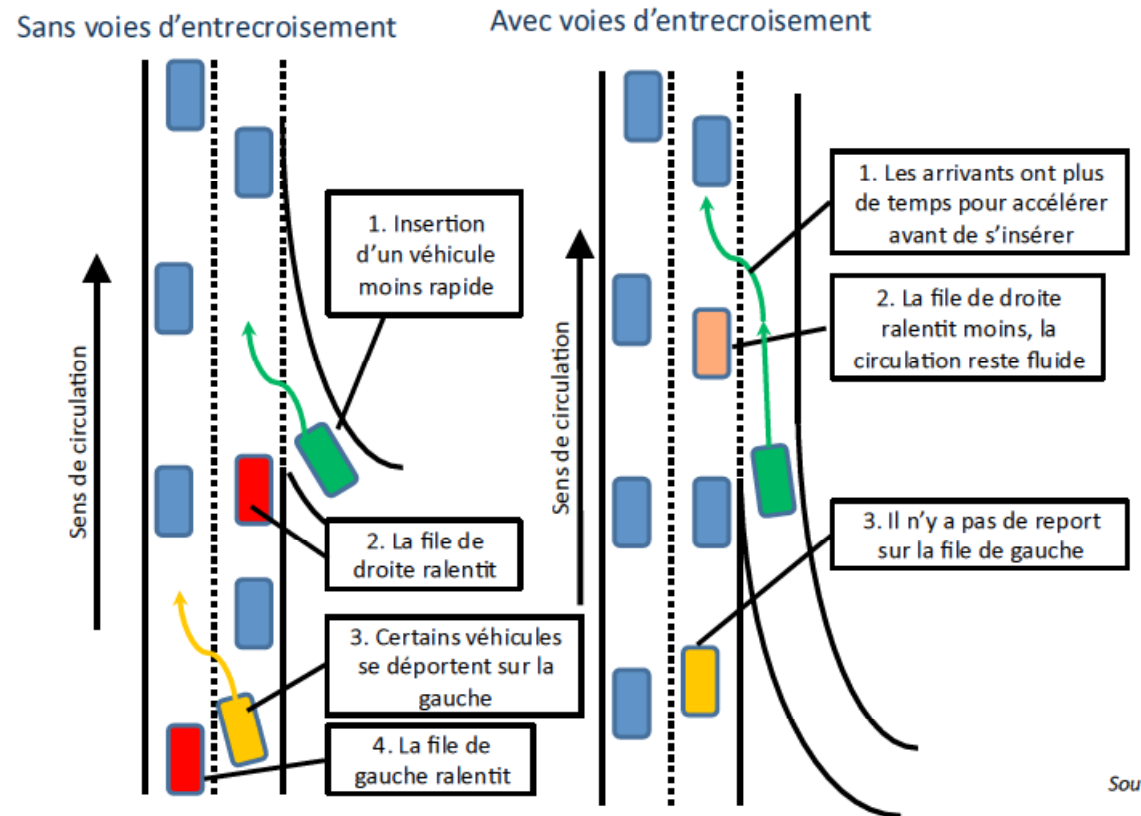 Sans voies d'entrecroisement
Avec voies d'entrecroisement
Sens de circulation
1. Insertion
d'un véhicule
moins rapide
2. La file de
droite ralentit
3. Certains véhicules
se déportent sur la
gauche
4. La file de
gauche ralentit
Sens de circulation
1. Les arrivants ont plus
de temps pour accélérer
avant de s'insérer
2. La file de droite
ralentit moins, la
circulation reste fluide
3. Il n'y a pas de report
sur la file de gauche
Sou